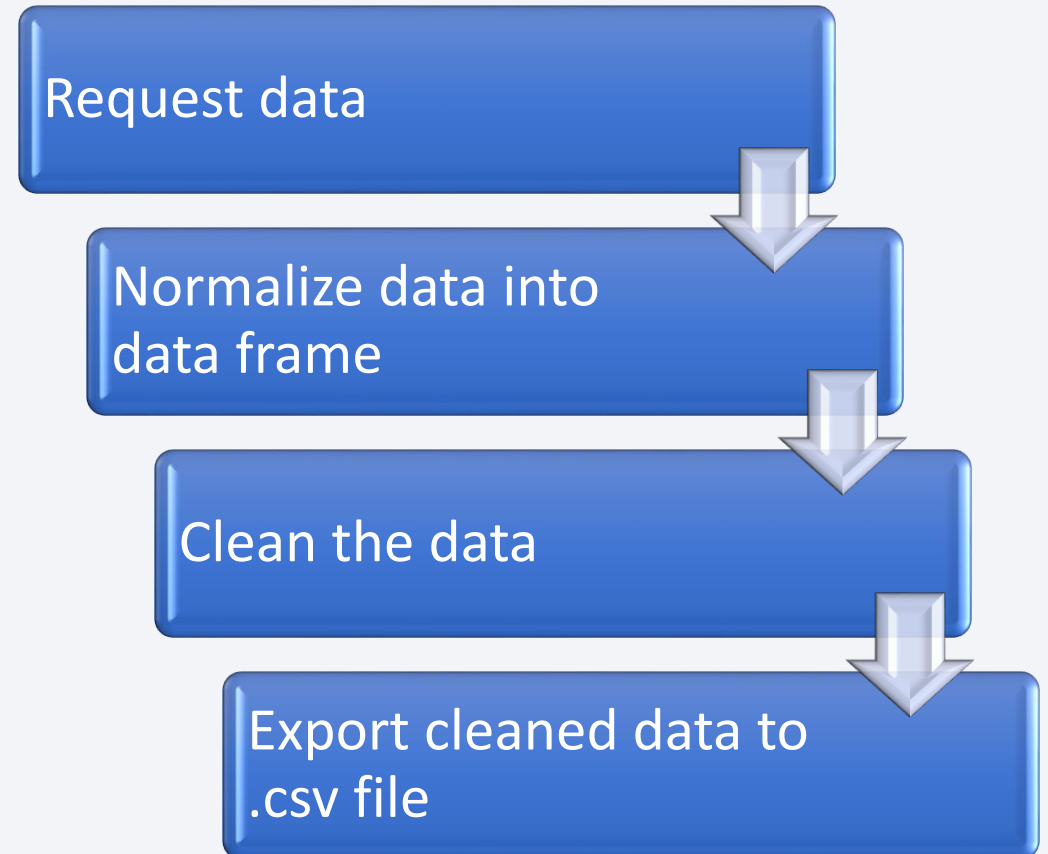 Request data
Normalize data into
data frame
Clean the data
Export cleaned data to
.csv file